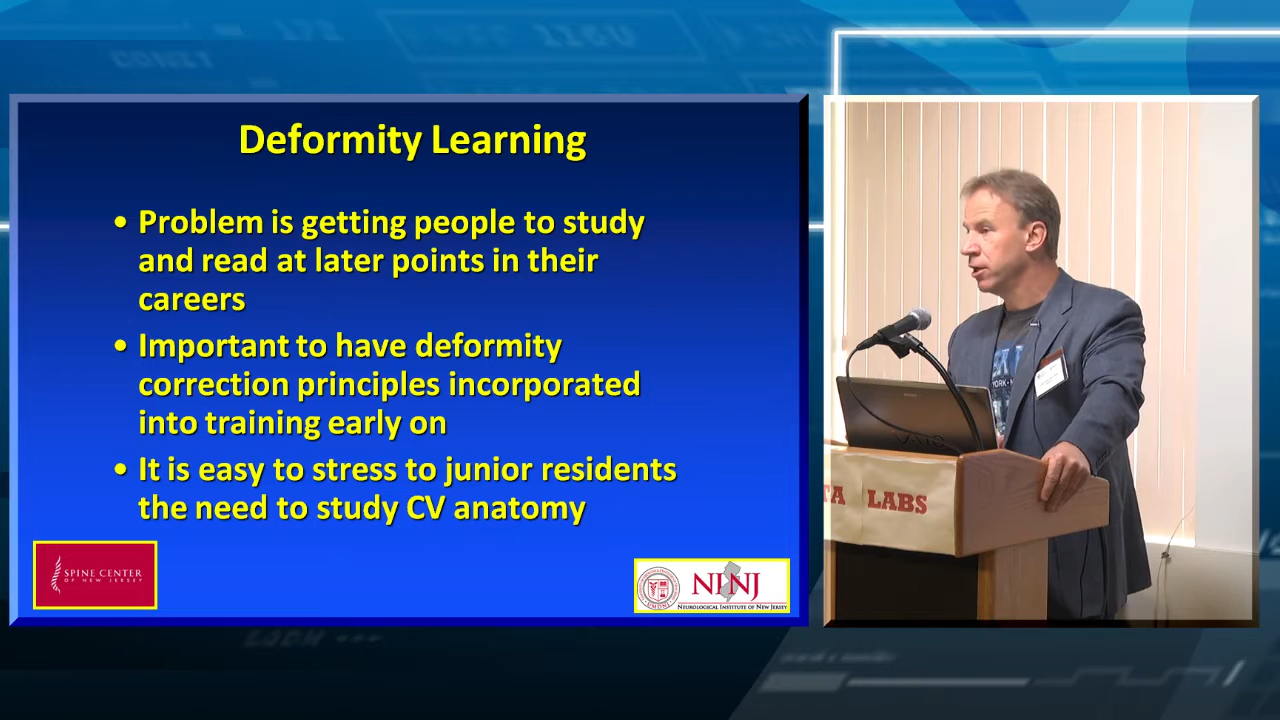 Deformity Learning
• Problem is getting people to study
and read at later points in their
careers
• Important to have deformity
correction principles incorporated
into training early on
• It is easy to stress to junior residents
the need to study CV anatomy
SPINE CENTER
OF NEW JERSEY
NINJ
NEUROLOGICAL INSTITUTE OF NEW JERSEY
VAIO
TA LABS
YORK